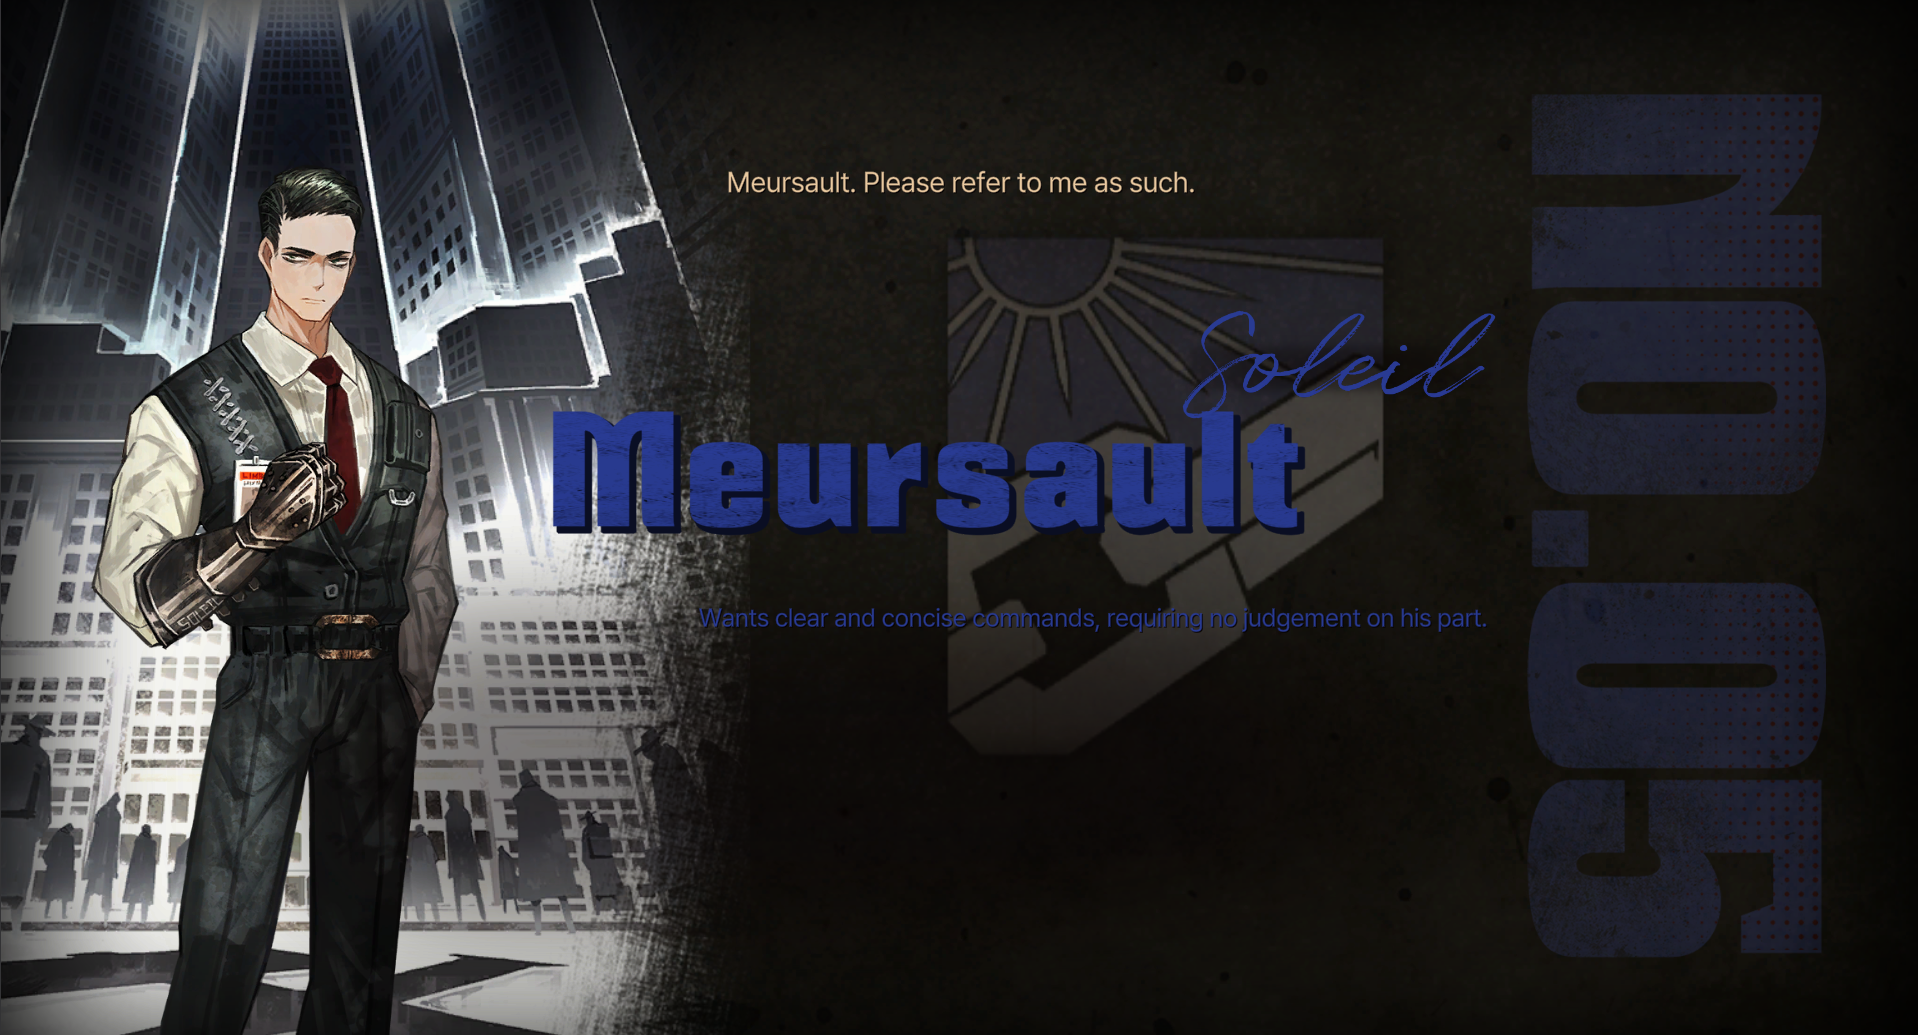 Meursault. Please refer to me as such.
Soleil
Meursault
Wants clear and concise commands, requiring no judgement on his part.
NO.05
SOLEIL